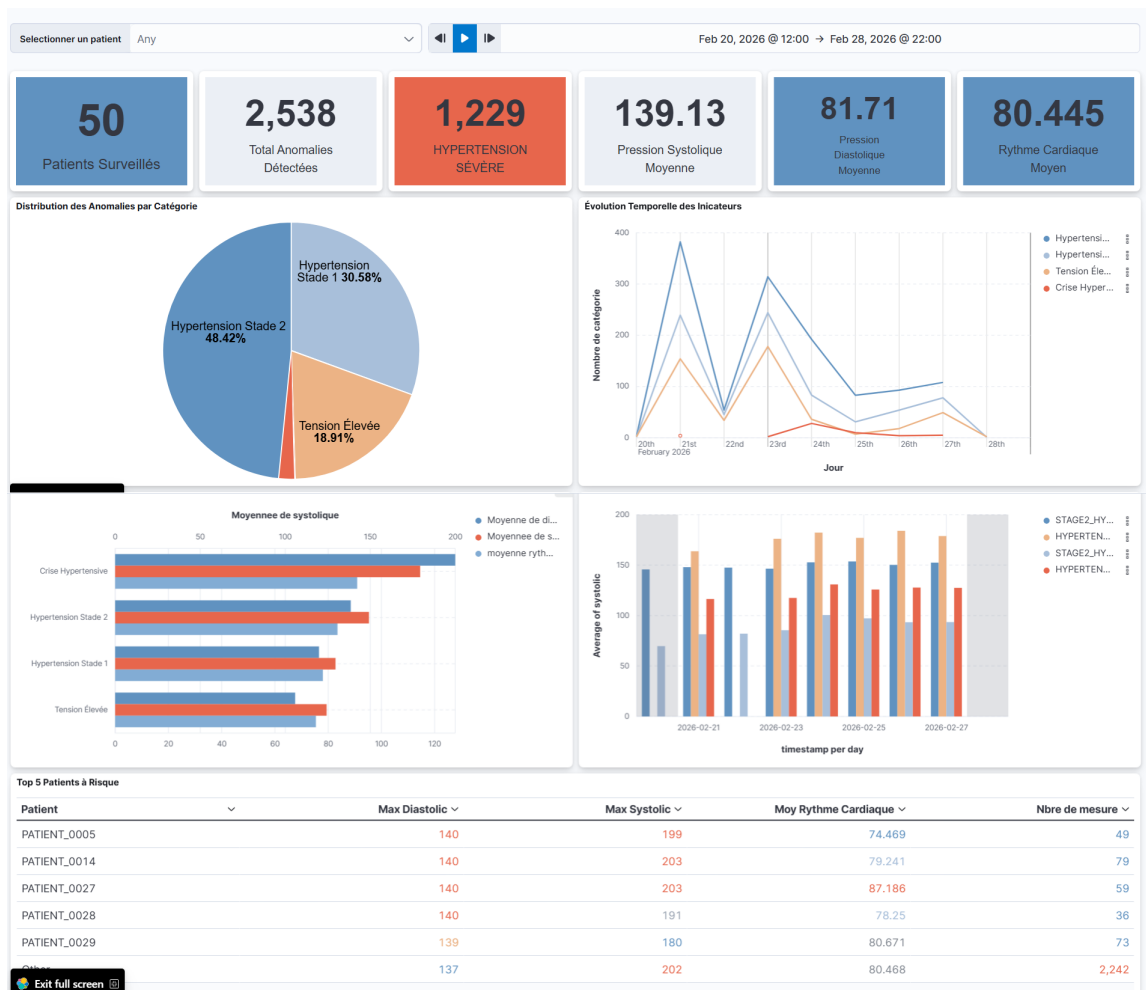 Selectionner un patient
Any
Feb 20, 2026 @ 12:00 → Feb 28, 2026 @ 22:00
50
Patients Surveillés
2,538
Total Anomalies
Détectées
1,229
HYPERTENSION
SÉVÈRE
139.13
Pression Systolique
Moyenne
81.71
Pression
Diastolique
Moyenne
80.445
Rythme Cardiaque
Moyen
Distribution des Anomalies par Catégorie
Hypertension
Stade 1 30.58%
Hypertension Stade 2
48.42%
Tension Élevée
18.91%
Évolution Temporelle des Inicateurs
Nombre de catégorie
400
300
200
100
0
20th
21st
22nd
23rd
24th
25th
26th
27th
28th
February 2026
Jour
Hypertensi...
Hypertensi...
Tension Éle...
Crise Hyper...
Moyennee de systolique
0
50
100
150
200
Crise Hypertensive
Hypertension Stade 2
Hypertension Stade 1
Tension Élevée
0
20
40
60
80
100
120
Moyenne de di...
Moyennee de s...
moyenne ryth...
Average of systolic
200
150
100
50
0
2026-02-21
2026-02-23
2026-02-25
2026-02-27
timestamp per day
STAGE2_HY...
HYPERTEN...
STAGE2_HY...
HYPERTEN...
Top 5 Patients à Risque
Patient Max Diastolic Max Systolic Moy Rythme Cardiaque Nbre de mesure
PATIENT_0005 140 199 74.469 49
PATIENT_0014 140 203 79.241 79
PATIENT_0027 140 203 87.186 59
PATIENT_0028 140 191 78.25 36
PATIENT_0029 139 180 80.671 73
Other 137 202 80.468 2,242
Exit full screen